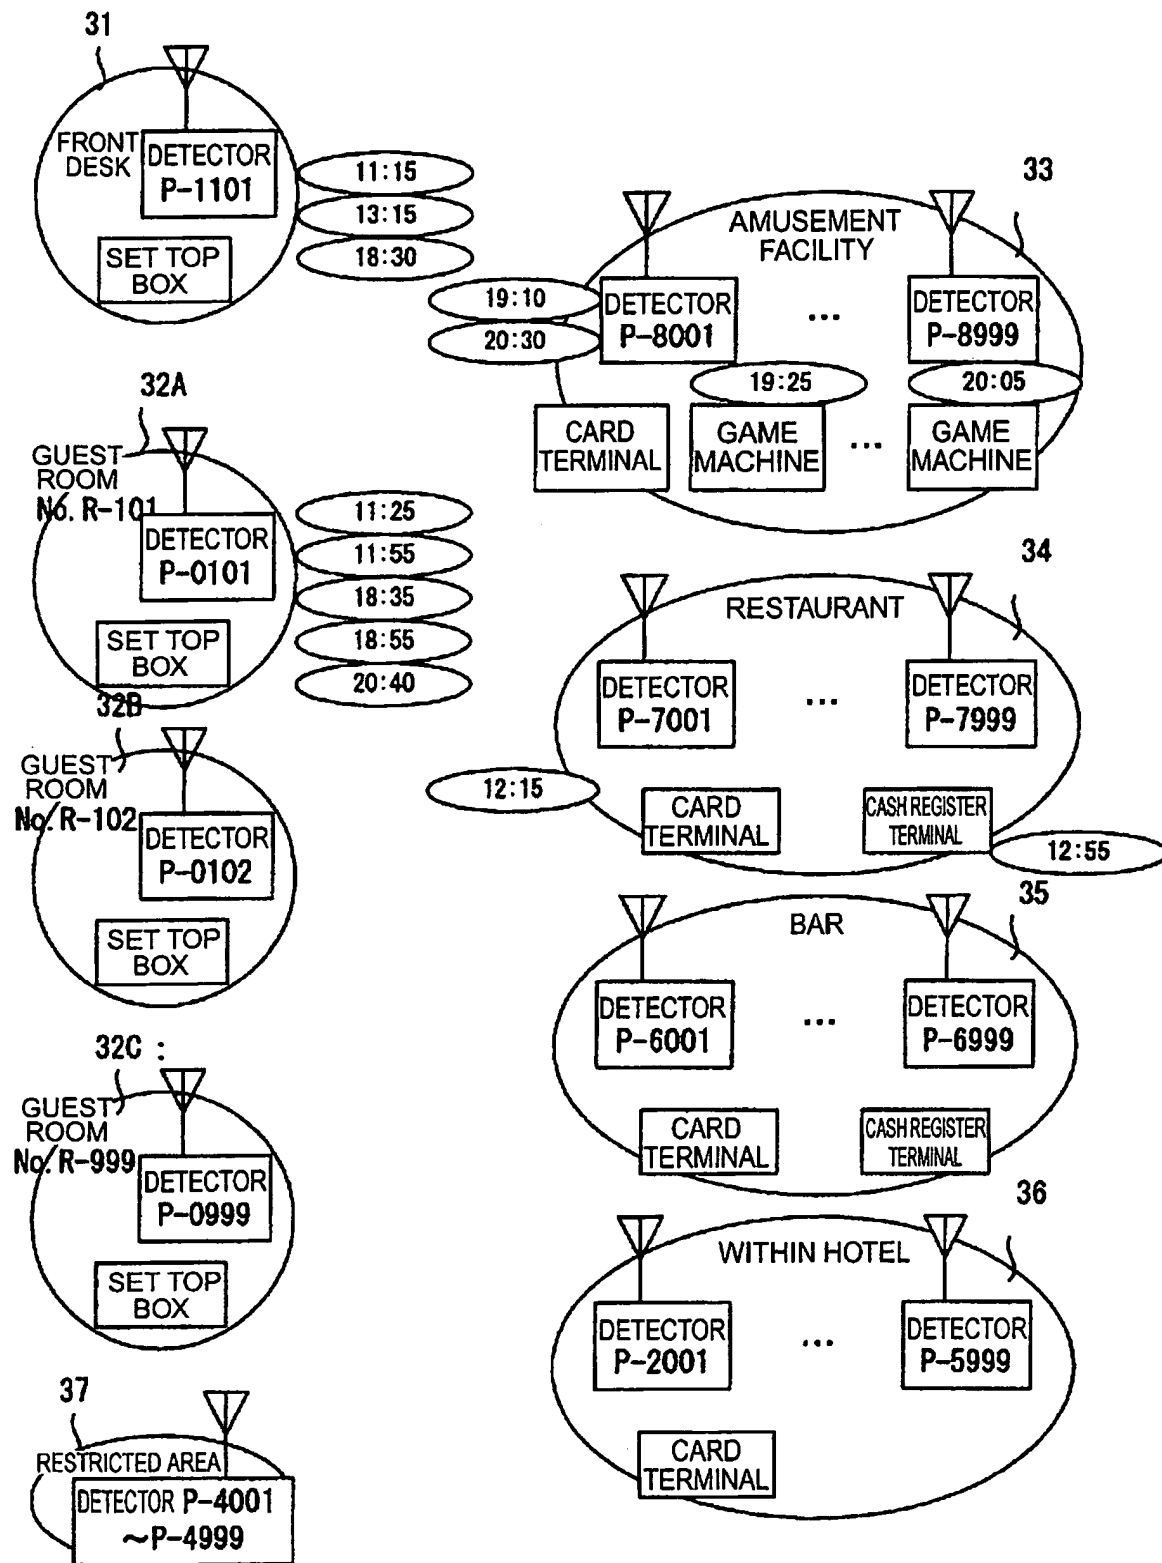 31
FRONT
DESK
DETECTOR
P-1101
SET TOP
BOX
11:15
13:15
18:30
32A
GUEST
ROOM
No. R-101
DETECTOR
P-0101
SET TOP
BOX
11:25
11:55
18:35
18:55
20:40
32B
GUEST
ROOM
No. R-102
DETECTOR
P-0102
SET TOP
BOX
32C :
GUEST
ROOM
No. R-999
DETECTOR
P-0999
SET TOP
BOX
37
RESTRICTED AREA
DETECTOR P-4001
~P-4999
33
AMUSEMENT
FACILITY
19:10
20:30
DETECTOR
P-8001
...
DETECTOR
P-8999
19:25
20:05
CARD
TERMINAL
GAME
MACHINE
...
GAME
MACHINE
34
RESTAURANT
DETECTOR
P-7001
...
DETECTOR
P-7999
12:15
CARD
TERMINAL
CASH REGISTER
TERMINAL
12:55
35
BAR
DETECTOR
P-6001
...
DETECTOR
P-6999
CARD
TERMINAL
CASH REGISTER
TERMINAL
36
WITHIN HOTEL
DETECTOR
P-2001
...
DETECTOR
P-5999
CARD
TERMINAL